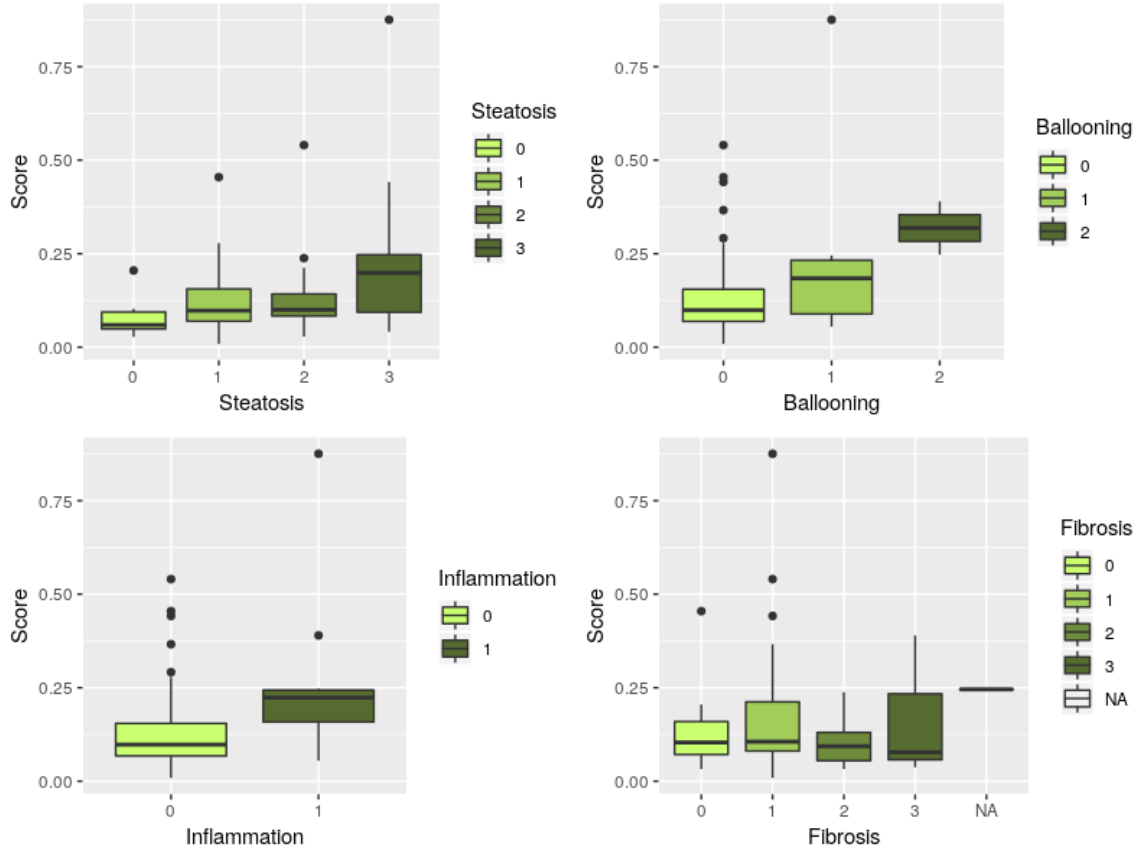 Score
0.75
0.50
0.25
0.00
0 1 2 3
Steatosis
Steatosis
0
1
2
3
Score
0.75
0.50
0.25
0.00
0 1 2
Ballooning
Ballooning
0
1
2
Score
0.75
0.50
0.25
0.00
0 1
Inflammation
Inflammation
0
1
Score
0.75
0.50
0.25
0.00
0 1 2 3 NA
Fibrosis
Fibrosis
0
1
2
3
NA